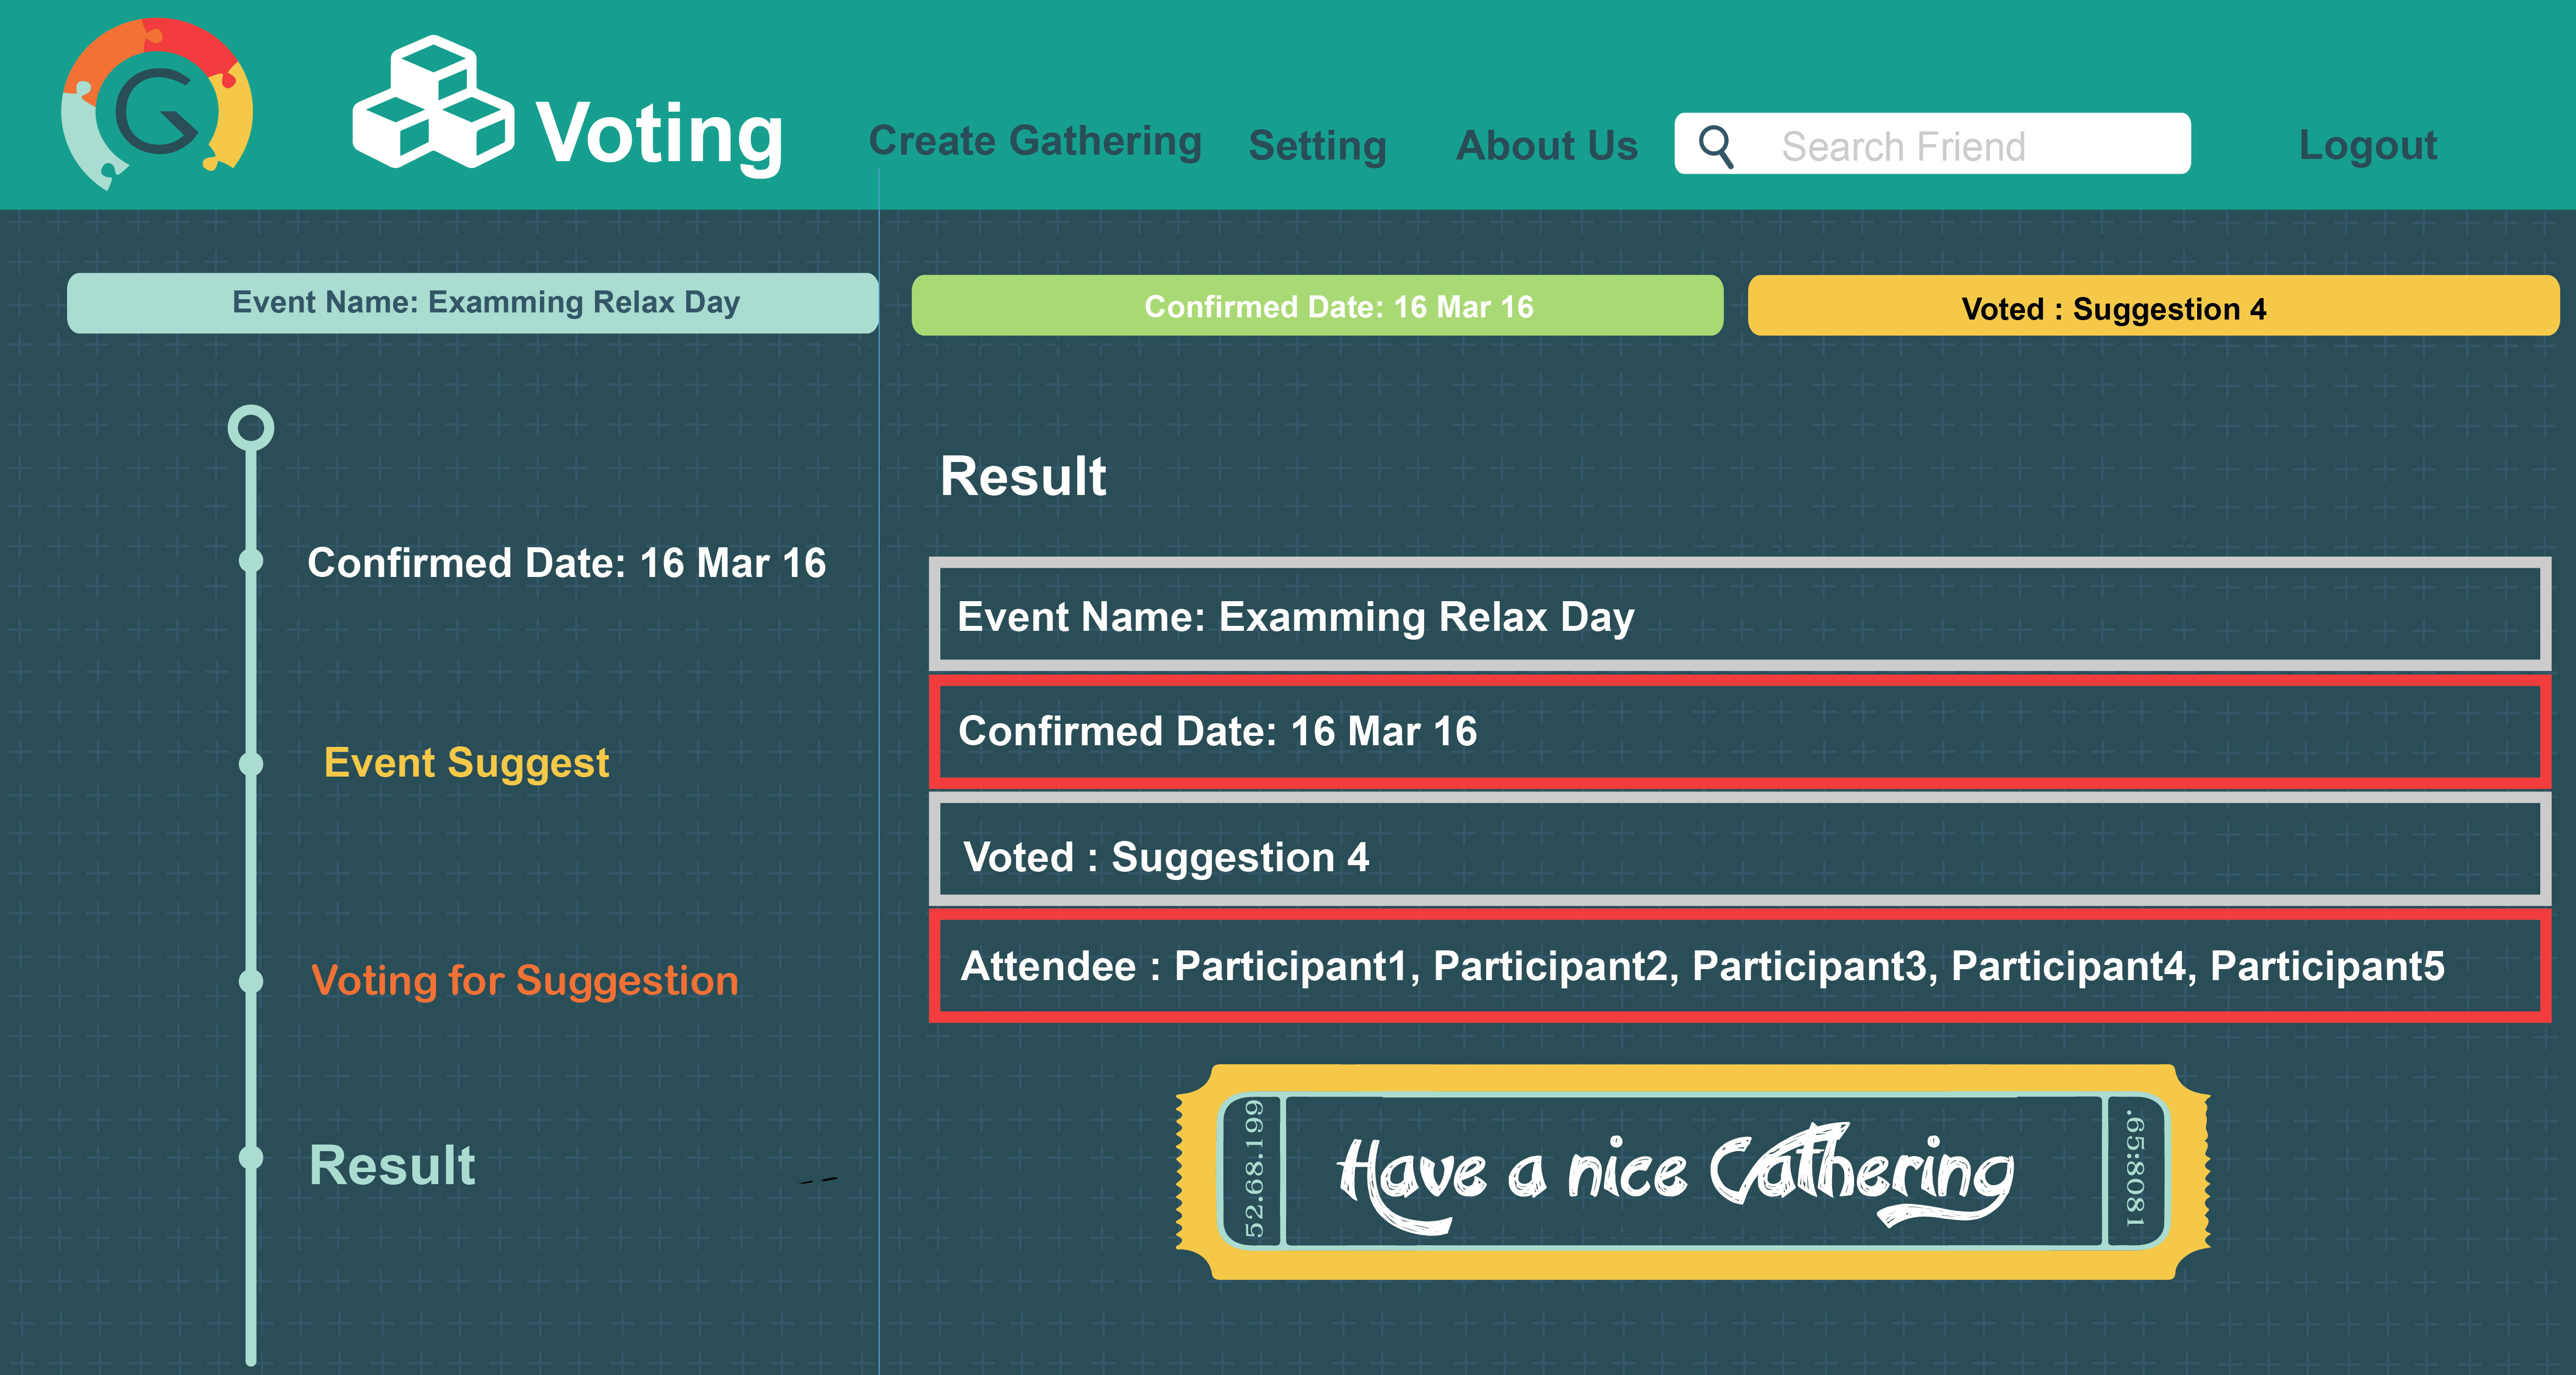 G
Voting
Create Gathering
Setting
About Us
Search Friend
Logout
Event Name: Examming Relax Day
Confirmed Date: 16 Mar 16
Voted : Suggestion 4
Confirmed Date: 16 Mar 16
Event Suggest
Voting for Suggestion
Result
Result
Event Name: Examming Relax Day
Confirmed Date: 16 Mar 16
Voted : Suggestion 4
Attendee : Participant1, Participant2, Participant3, Participant4, Participant5
52.68.199
Have a nice Gathering
.65:8081